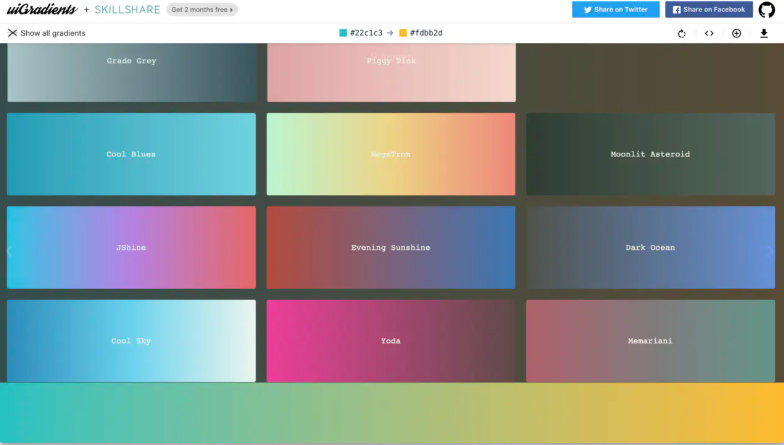 uiGradients + SKILLSHARE Get 2 months free ▸ Share on Twitter Share on Facebook
Show all gradients #22c1c3 → #fdbb2d <>
Grade Grey Piggy Pink
Cool Blues MegaTron Moonlit Asteroid
JShine Evening Sunshine Dark Ocean
Cool Sky Yoda Memariani